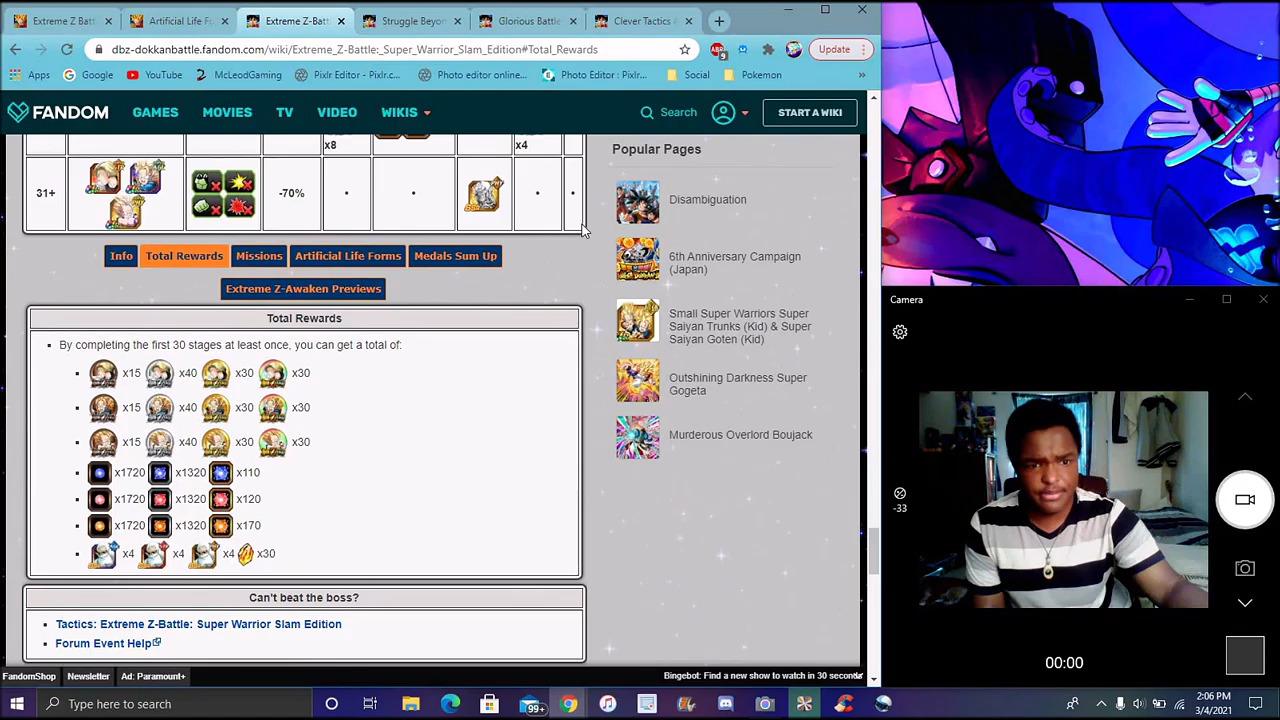 Extreme Z Batt
Artificial Life Fo
Extreme Z-Batt
Struggle Beyon
Glorious Battle
Clever Tactics A
dbz-dokkanbattle.fandom.com/wiki/Extreme_Z-Battle:_Super_Warrior_Slam_Edition#Total_Rewards
9
Update
Apps
Google
YouTube
McLeodGaming
Pixlr Editor - Pixlr.c...
Photo editor online...
Photo Editor : Pixlr...
Social
Pokemon
»
FANDOM
GAMES
MOVIES
TV
VIDEO
WIKIS
Search
START A WIKI
x8
x4
31+
-70%
Info
Total Rewards
Missions
Artificial Life Forms
Medals Sum Up
Extreme Z-Awaken Previews
Total Rewards
By completing the first 30 stages at least once, you can get a total of:
x15 x40 x30 x30
x15 x40 x30 x30
x15 x40 x30 x30
x1720 x1320 x110
x1720 x1320 x120
x1720 x1320 x170
x4 x4 x4 x30
Can't beat the boss?
Tactics: Extreme Z-Battle: Super Warrior Slam Edition
Forum Event Help
Popular Pages
Disambiguation
6th Anniversary Campaign
(Japan)
Small Super Warriors Super
Saiyan Trunks (Kid) & Super
Saiyan Goten (Kid)
Outshining Darkness Super
Gogeta
Murderous Overlord Boujack
FandomShop
Newsletter
Ad: Paramount+
Bingebot: Find a new show to watch in 30 seconds
Camera
-33
00:00
Type here to search
99+
2:06 PM
3/4/2021